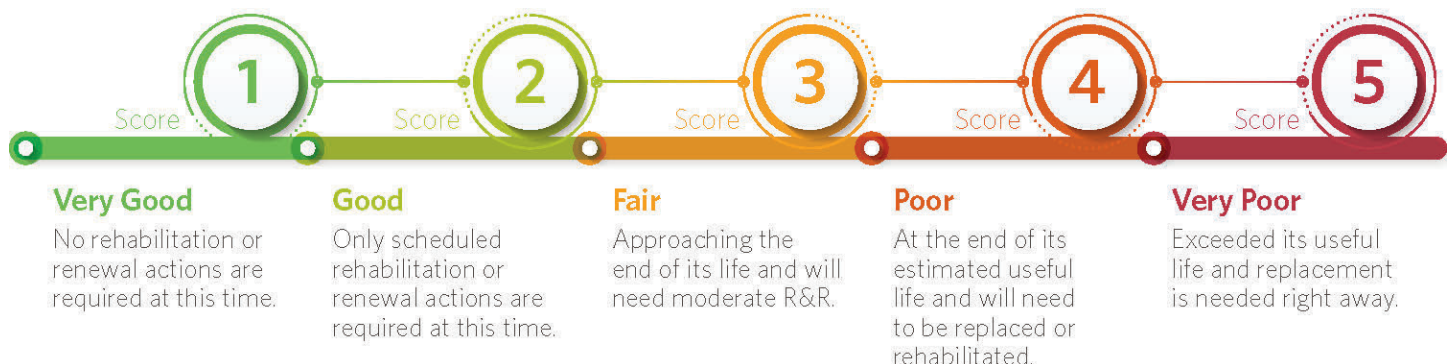 1
Score
2
Score
3
Score
4
Score
5
Score
Very Good
No rehabilitation or
renewal actions are
required at this time.
Good
Only scheduled
rehabilitation or
renewal actions are
required at this time.
Fair
Approaching the
end of its life and will
need moderate R&R.
Poor
At the end of its
estimated useful
life and will need
to be replaced or
rehabilitated.
Very Poor
Exceeded its useful
life and replacement
is needed right away.